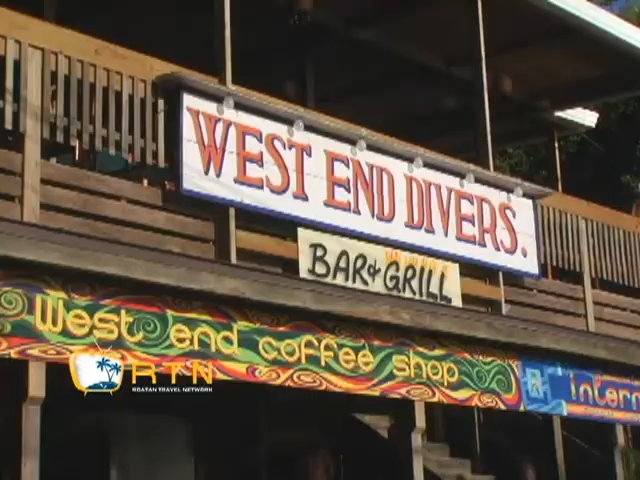 WEST END DIVERS.
BAR & GRILL
West end coffee shop
Intern
RTN
ROATAN TRAVEL NETWORK